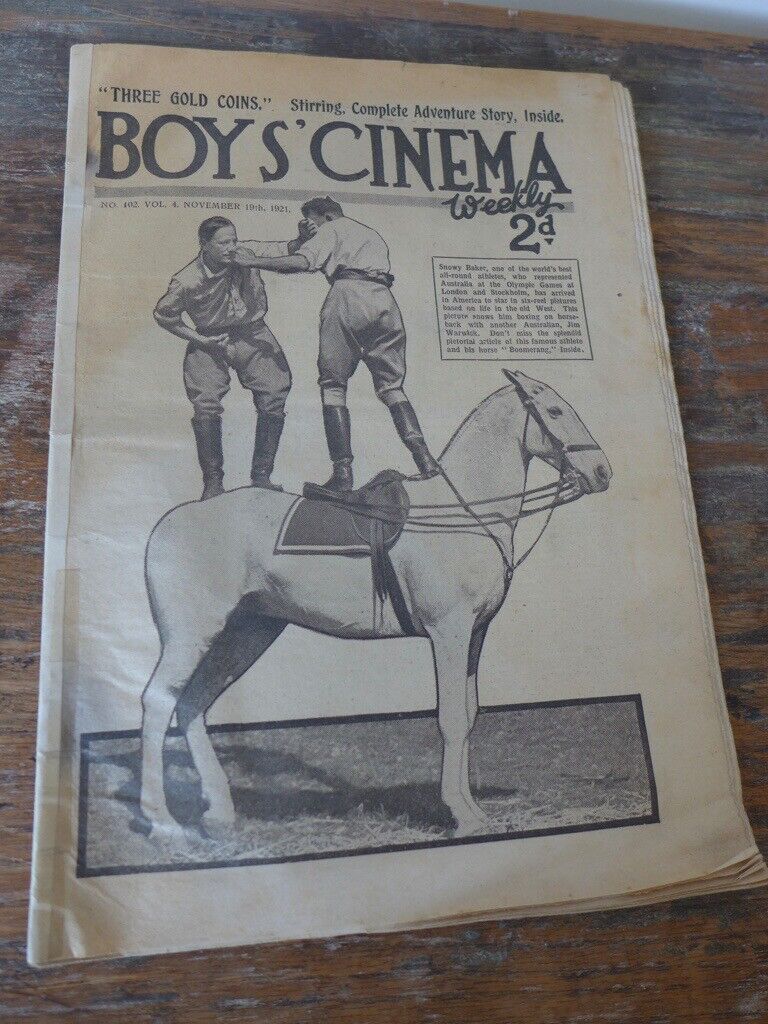 "THREE GOLD COINS." Stirring, Complete Adventure Story, Inside.
BOYS' CINEMA
Weekly
NO. 102. VOL. 4. NOVEMBER 19th, 1921.
2d
Snowy Baker, one of the world's best
all-round athletes, who represented
Australia at the Olympic Games at
London and Stockholm, has arrived
in America to star in six-reel pictures
based on life in the old West. This
picture shows him boxing on horse-
back with another Australian, Jim
Warwick. Don't miss the splendid
pictorial article of this famous athlete
and his horse "Boomerang," Inside.